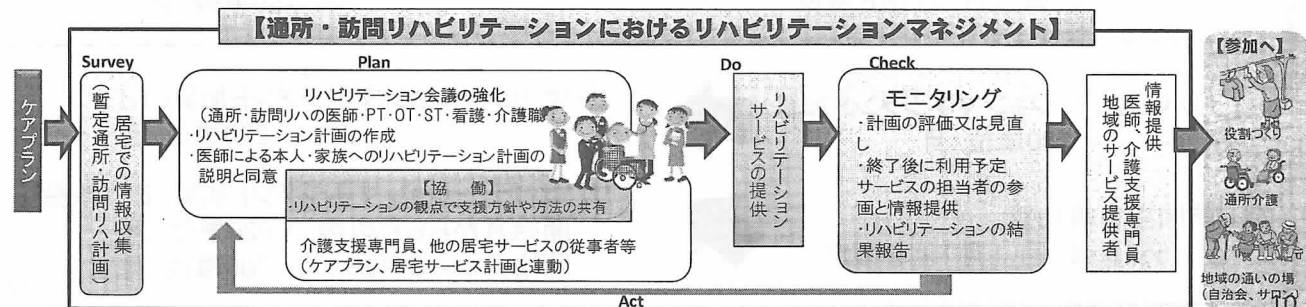 【通所・訪問リハビリテーションにおけるリハビリテーションマネジメント】
ケアプラン
Survey
居宅での情報収集
（暫定通所・訪問リハ計画）
Plan
リハビリテーション会議の強化
（通所・訪問リハの医師・PT・OT・ST・看護・介護職
・リハビリテーション計画の作成
・医師による本人・家族へのリハビリテーション計画の
説明と同意
【協　働】
・リハビリテーションの観点で支援方針や方法の共有
介護支援専門員、他の居宅サービスの従事者等
（ケアプラン、居宅サービス計画と連動）
Do
リハビリテーション
サービスの提供
Check
モニタリング
・計画の評価又は見直
し
・終了後に利用予定
サービスの担当者の参
画と情報提供
・リハビリテーションの結
果報告
Act
情報提供
医師、介護支援専門員
地域のサービス提供者
【参加へ】
役割づくり
通所介護
地域の通いの場
（自治会、サロン）
10